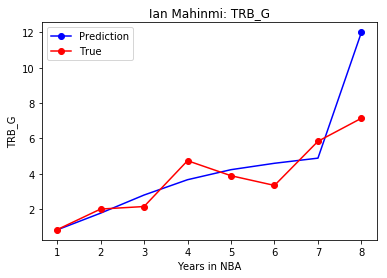 Ian Mahinmi: TRB_G
Prediction
True
12
10
8
6
4
2
TRB_G
1 2 3 4 5 6 7 8
Years in NBA